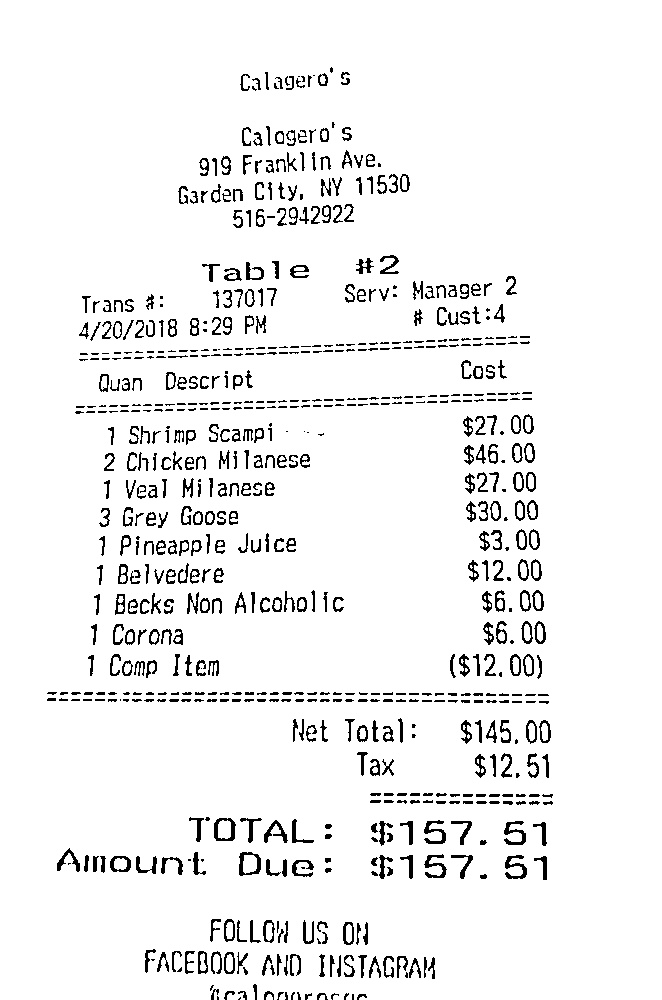 Calagero's
Calogero's
919 Franklin Ave.
Garden City, NY 11530
516-2942922
Table #2
Trans #: 137017 Serv: Manager 2
4/20/2018 8:29 PM # Cust:4
==========================================
Quan Descript Cost
==========================================
1 Shrimp Scampi $27.00
2 Chicken Milanese $46.00
1 Veal Milanese $27.00
3 Grey Goose $30.00
1 Pineapple Juice $3.00
1 Belvedere $12.00
1 Becks Non Alcoholic $6.00
1 Corona $6.00
1 Comp Item ($12.00)
==========================================
Net Total: $145.00
Tax $12.51
===============
TOTAL: $157.51
Amount Due: $157.51
FOLLOW US ON
FACEBOOK AND INSTAGRAM